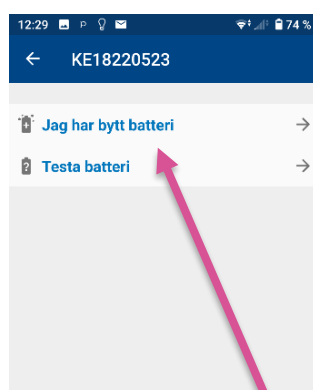 12:29 P 74 %
KE18220523
Jag har bytt batteri
Testa batteri